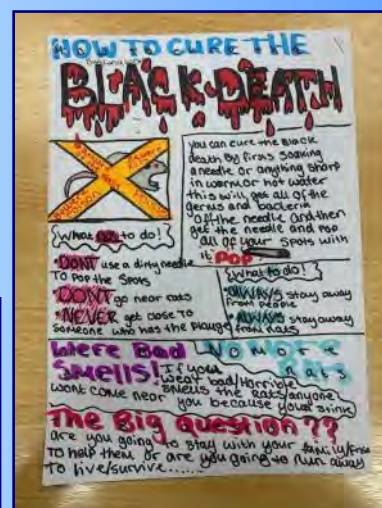 HOW TO CURE THE
BLACK DEATH
you can cure the Black
death by firns soaking
a needle or anything sharp
in warm or hot water
this will get all of the
germs and bacteria
off the needle and then
get the needle and pop
all of your spots with
it POP
What not to do!
• DONT use a dirty needle
TO POP the Spots
• DONT go near rats
• NEVER get close to
someone who has the plauge
What to do!
• ALWAYS stay away
from people
• ALWAYS stay away
from rats
Were Bad
Smells!
No More
Rats
If you
wear bad/Horrible
smells the rats/anyone
wont come near you because your stink
The Big Question??
are you going to stay with your family/
To help them or are you going to run away
To live/survive......